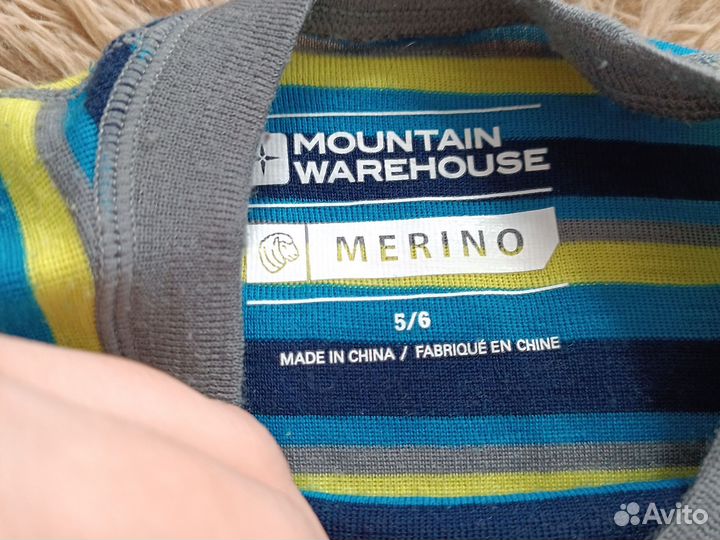 MOUNTAIN
WAREHOUSE
MERINO
5/6
MADE IN CHINA / FABRIQUÉ EN CHINE
Avito